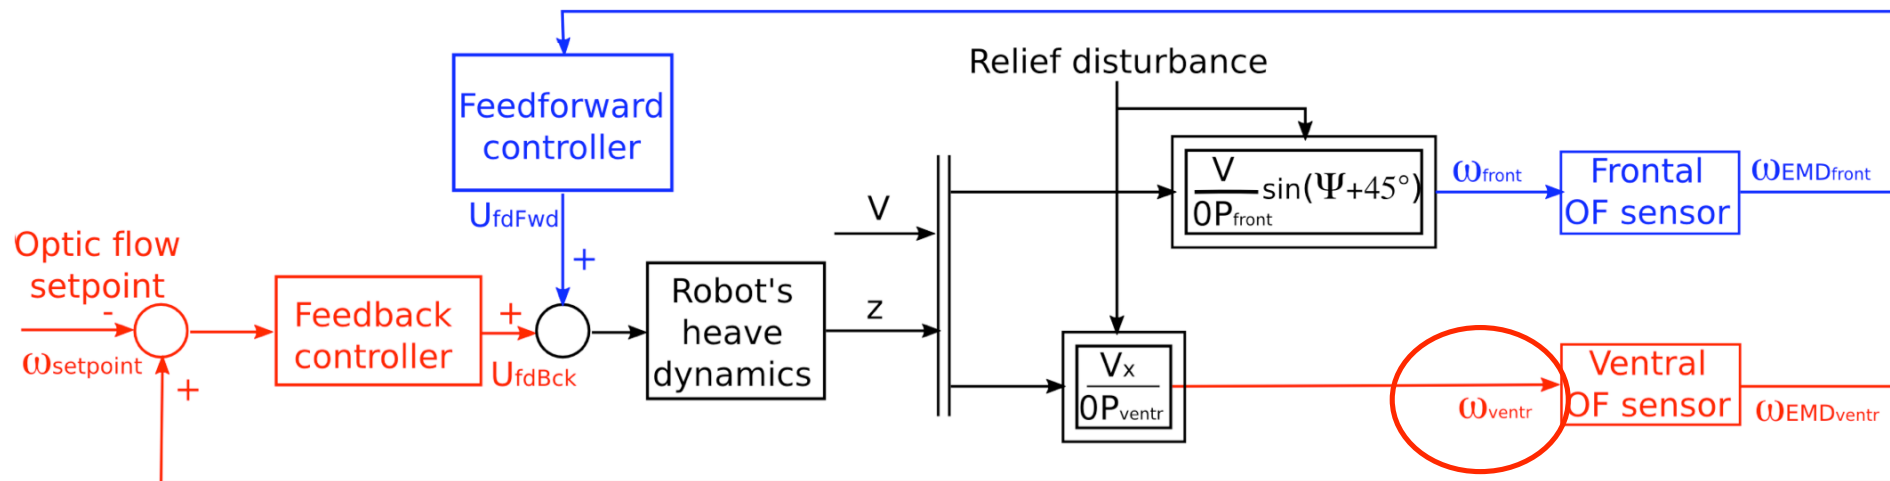 Relief disturbance
Feedforward
controller
V
0Pfront
sin(Ψ+45°)
ωfront
Frontal
OF sensor
ωEMDfront
UfdFwd
+
V
Optic flow
setpoint
-
ωsetpoint
+
Feedback
controller
+
UfdBck
Robot's
heave
dynamics
z
Vx
0Pventr
ωventr
Ventral
OF sensor
ωEMDventr